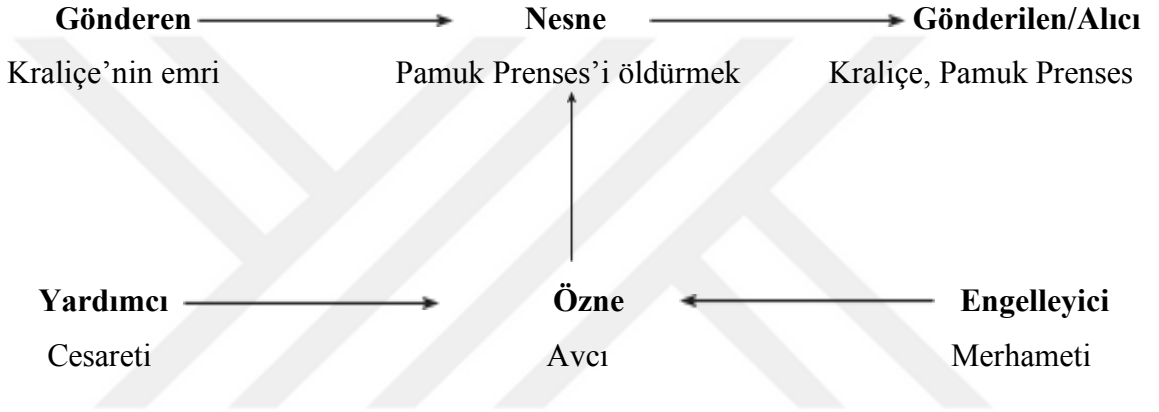 Gönderen Nesne Gönderilen/Alıcı
Kraliçe’nin emri Pamuk Prenses’i öldürmek Kraliçe, Pamuk Prenses
Yardımcı Özne Engelleyici
Cesareti Avcı Merhameti